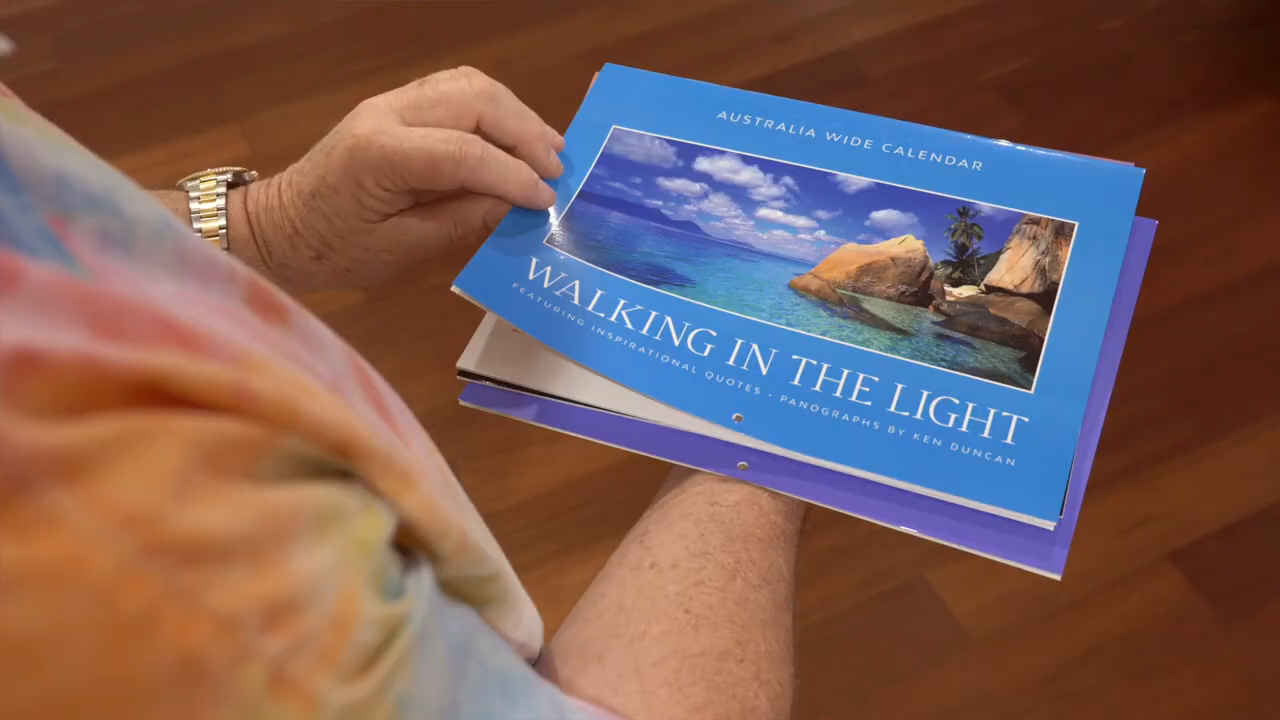 AUSTRALIA WIDE CALENDAR
WALKING IN THE LIGHT
FEATURING INSPIRATIONAL QUOTES • PANOGRAPHS BY KEN DUNCAN